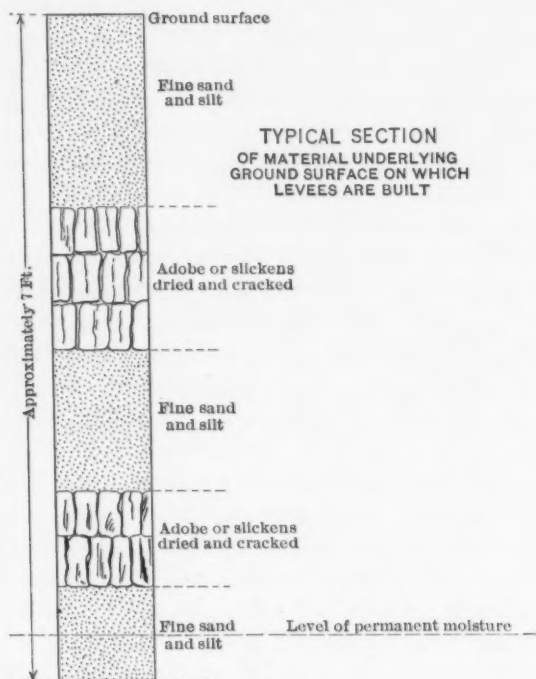 Ground surface
Fine sand
and silt
TYPICAL SECTION
OF MATERIAL UNDERLYING
GROUND SURFACE ON WHICH
LEVEES ARE BUILT
Adobe or slickens
dried and cracked
Approximately 7 Ft.
Fine sand
and silt
Adobe or slickens
dried and cracked
Fine sand
and silt
Level of permanent moisture